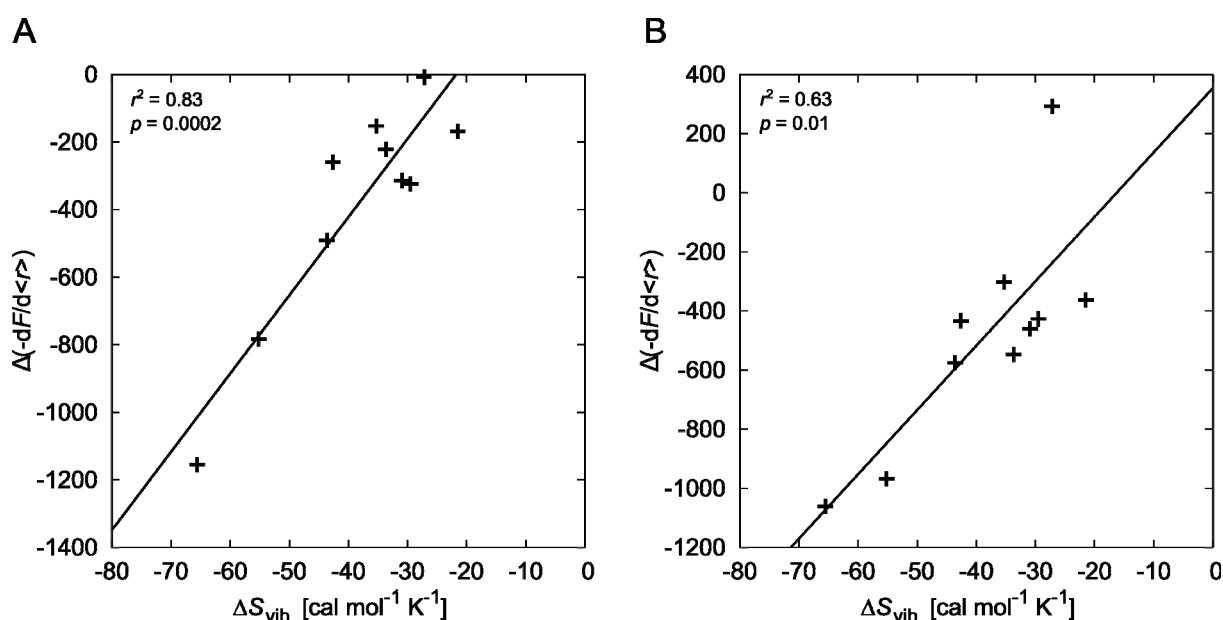 A
r² = 0.83
p = 0.0002
0
-200
-400
-600
-800
-1000
-1200
-1400
Δ(-dF/d<r>)
-80 -70 -60 -50 -40 -30 -20 -10 0
ΔS_vib [cal mol⁻¹ K⁻¹]
B
r² = 0.63
p = 0.01
400
200
0
-200
-400
-600
-800
-1000
-1200
Δ(-dF/d<r>)
-80 -70 -60 -50 -40 -30 -20 -10 0
ΔS_vib [cal mol⁻¹ K⁻¹]